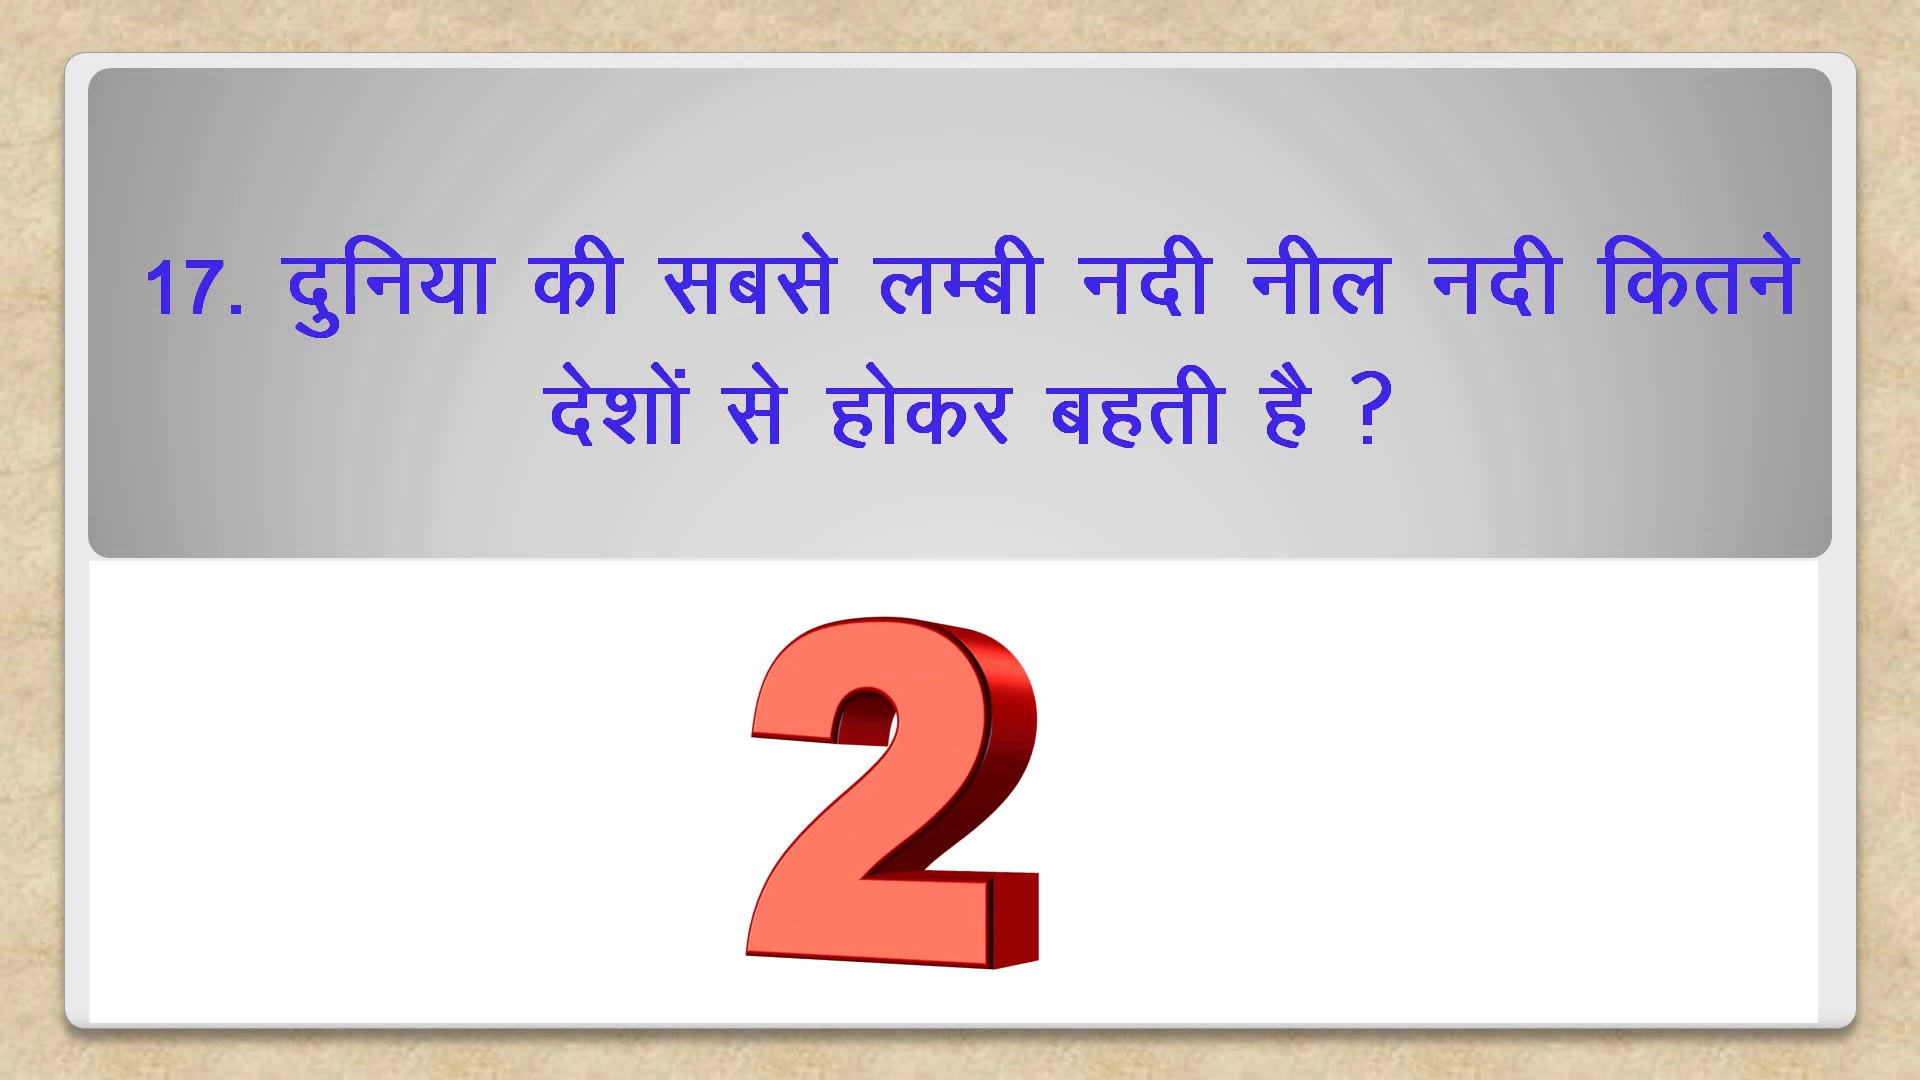 17. दुनिया की सबसे लम्बी नदी नील नदी कितने
देशों से होकर बहती है ?
2